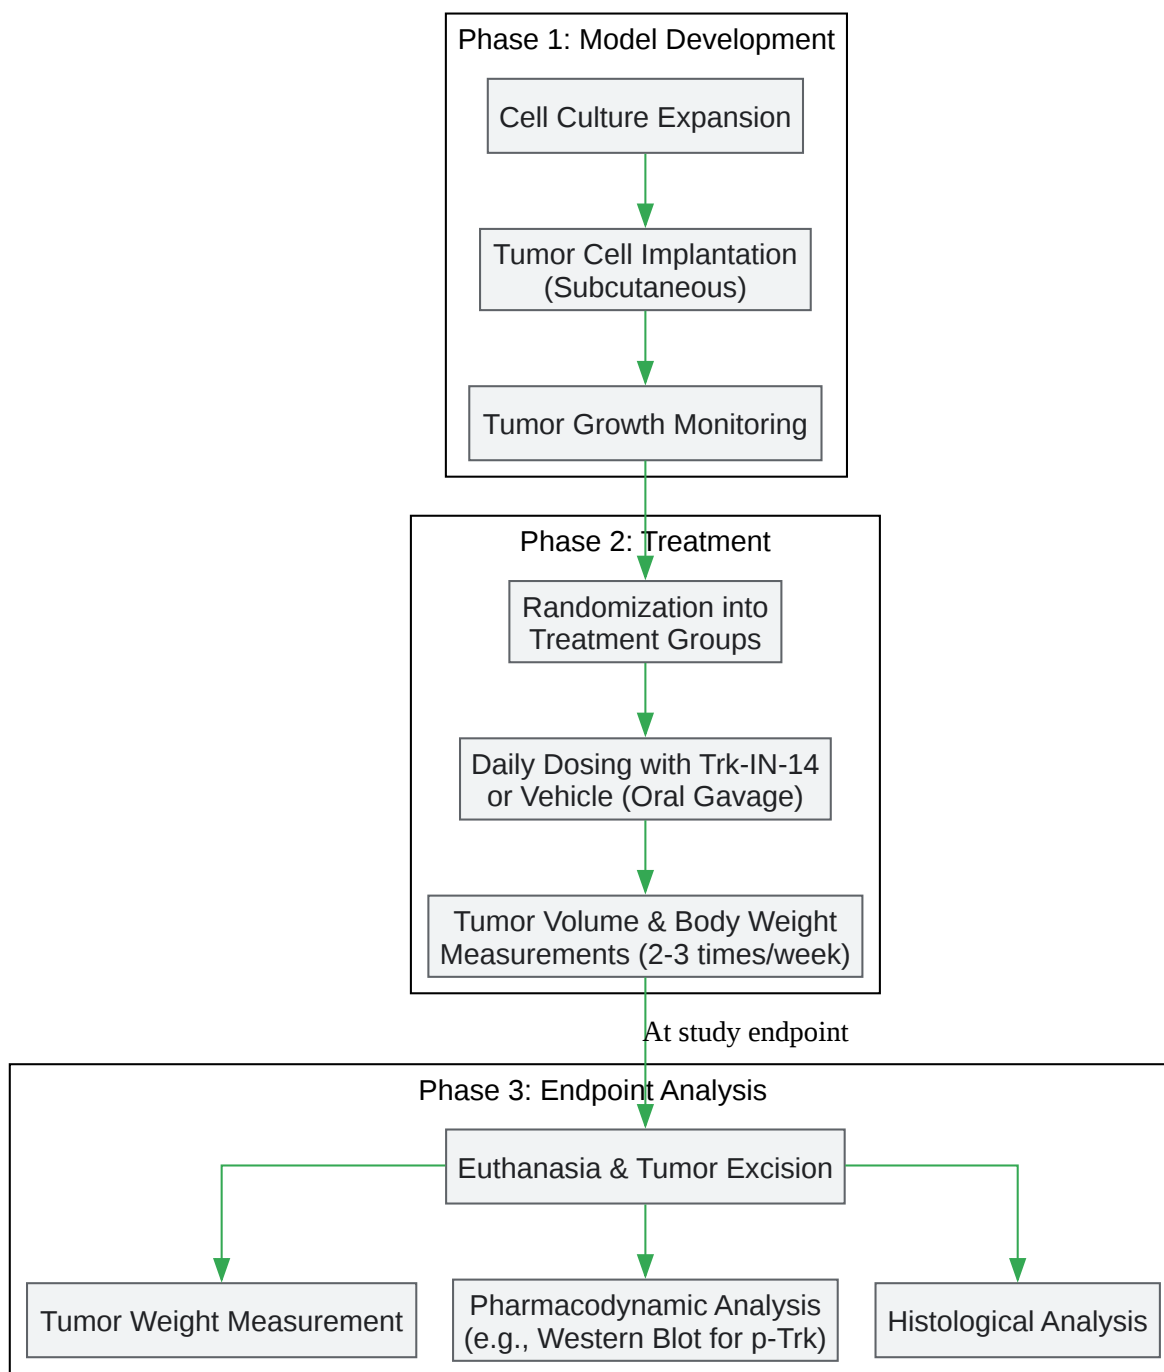 Phase 1: Model Development
Cell Culture Expansion
Tumor Cell Implantation
(Subcutaneous)
Tumor Growth Monitoring
Phase 2: Treatment
Randomization into
Treatment Groups
Daily Dosing with Trk-IN-14
or Vehicle (Oral Gavage)
Tumor Volume & Body Weight
Measurements (2-3 times/week)
At study endpoint
Phase 3: Endpoint Analysis
Euthanasia & Tumor Excision
Tumor Weight Measurement
Pharmacodynamic Analysis
(e.g., Western Blot for p-Trk)
Histological Analysis